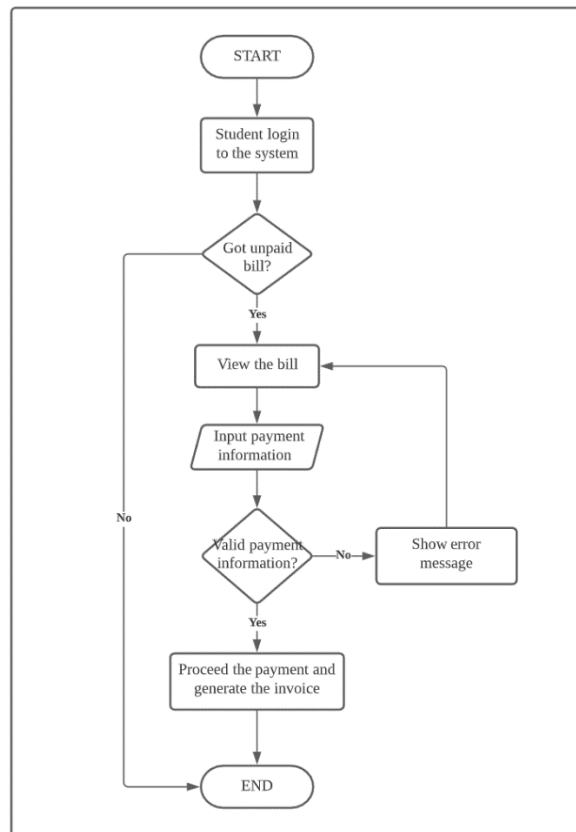 START
Student login
to the system
Got unpaid
bill?
Yes
View the bill
Input payment
information
No
Valid payment
information?
No
Show error
message
Yes
Proceed the payment and
generate the invoice
END